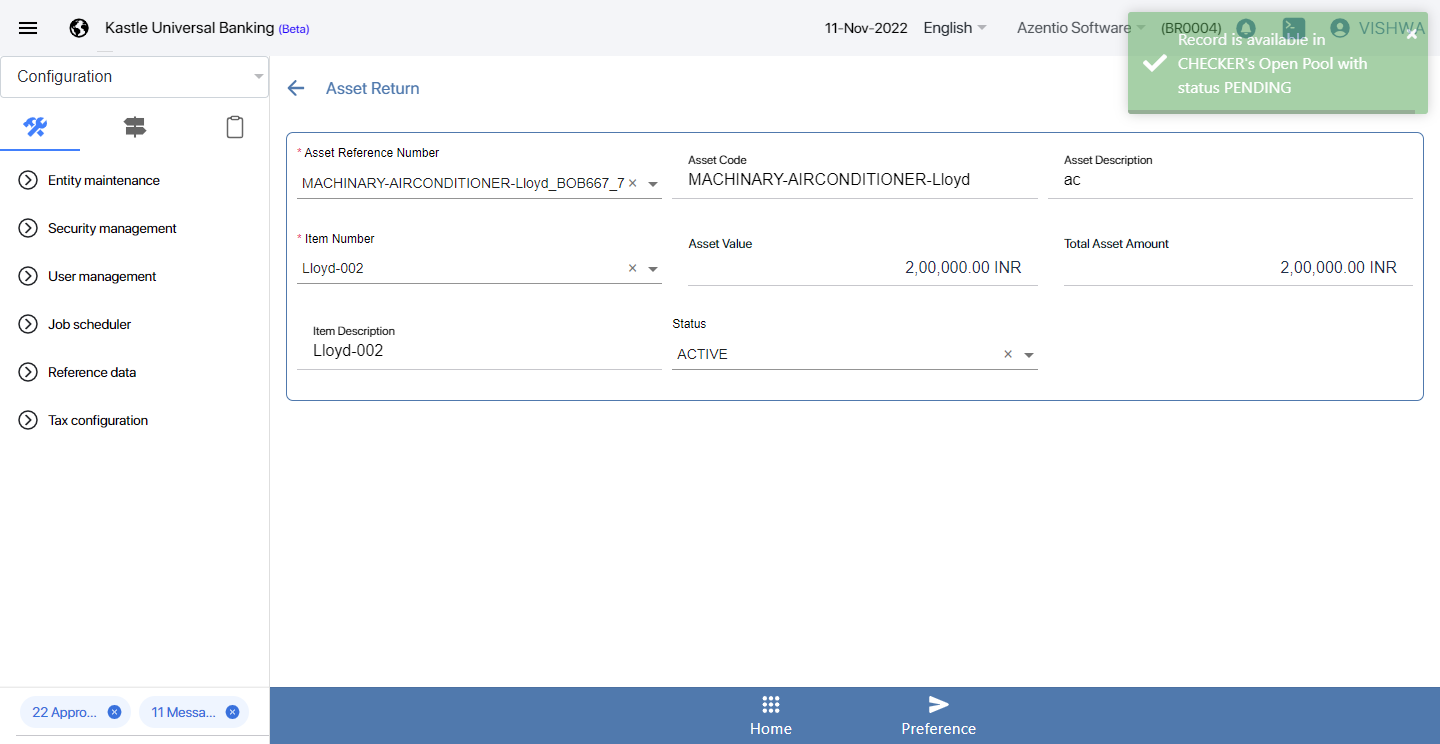 Kastle Universal Banking (Beta)
11-Nov-2022
English
Azentio Software
(BR0004)
VISHWA
Record is available in
CHECKER's Open Pool with
status PENDING
Configuration
Entity maintenance
Security management
User management
Job scheduler
Reference data
Tax configuration
22 Appro...
11 Messa...
Asset Return
* Asset Reference Number
MACHINARY-AIRCONDITIONER-Lloyd_BOB667_7
Asset Code
MACHINARY-AIRCONDITIONER-Lloyd
Asset Description
ac
* Item Number
Lloyd-002
Asset Value
2,00,000.00 INR
Total Asset Amount
2,00,000.00 INR
Item Description
Lloyd-002
Status
ACTIVE
Home
Preference